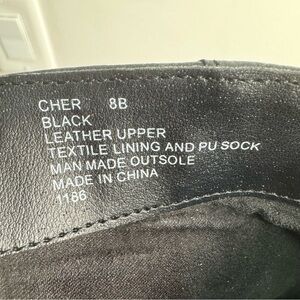 CHER 8B
BLACK
LEATHER UPPER
TEXTILE LINING AND PU SOCK
MAN MADE OUTSOLE
MADE IN CHINA
1186